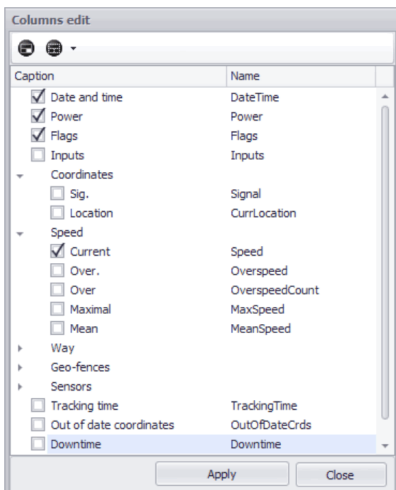 Columns edit
Caption Name
Date and time DateTime
Power Power
Flags Flags
Inputs Inputs
Coordinates
Sig. Signal
Location CurrLocation
Speed
Current Speed
Over. Overspeed
Over OverspeedCount
Maximal MaxSpeed
Mean MeanSpeed
Way
Geo-fences
Sensors
Tracking time TrackingTime
Out of date coordinates OutOfDateCrds
Downtime Downtime
Apply Close